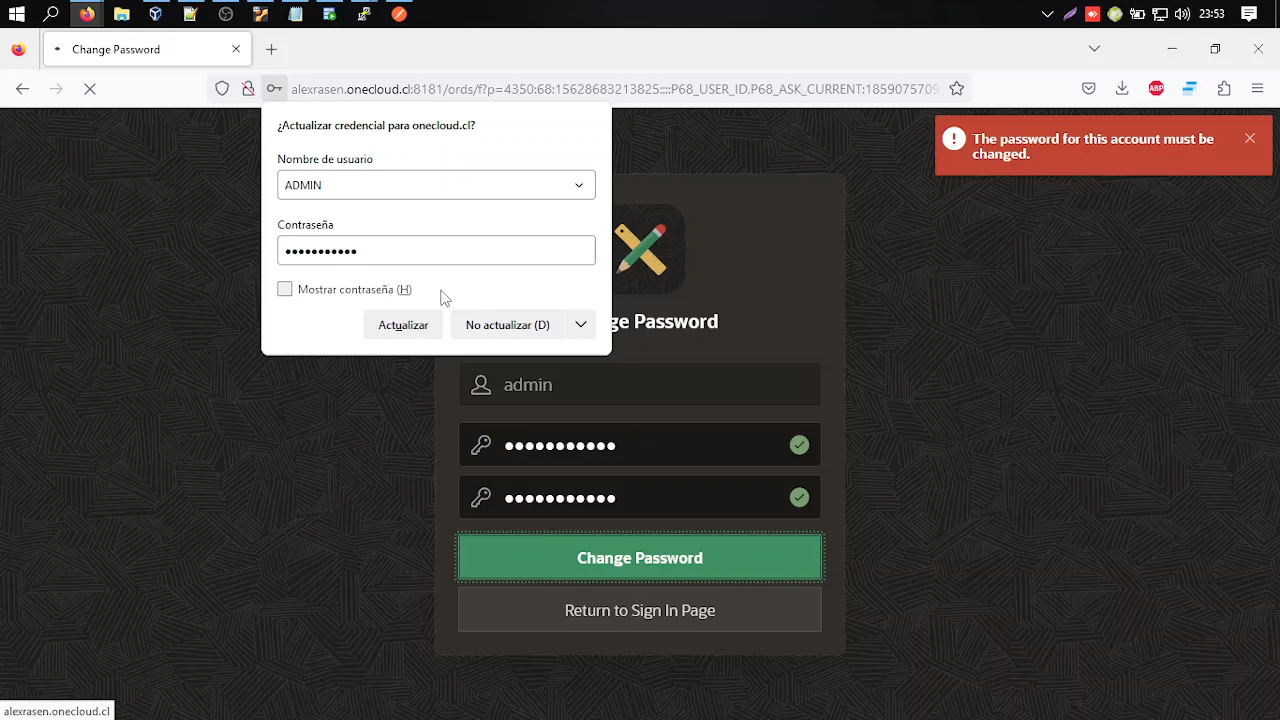 23:53
Change Password
alexrasen.onecloud.cl:8181/ords/f?p=4350:68:15628683213825::::P68_USER_ID,P68_ASK_CURRENT:1859075709
ABP
¿Actualizar credencial para onecloud.cl?
Nombre de usuario
ADMIN
Contraseña
•••••••••••
Mostrar contraseña (H)
Actualizar
No actualizar (D)
The password for this account must be
changed.
ge Password
admin
•••••••••••
•••••••••••
Change Password
Return to Sign In Page
alexrasen.onecloud.cl